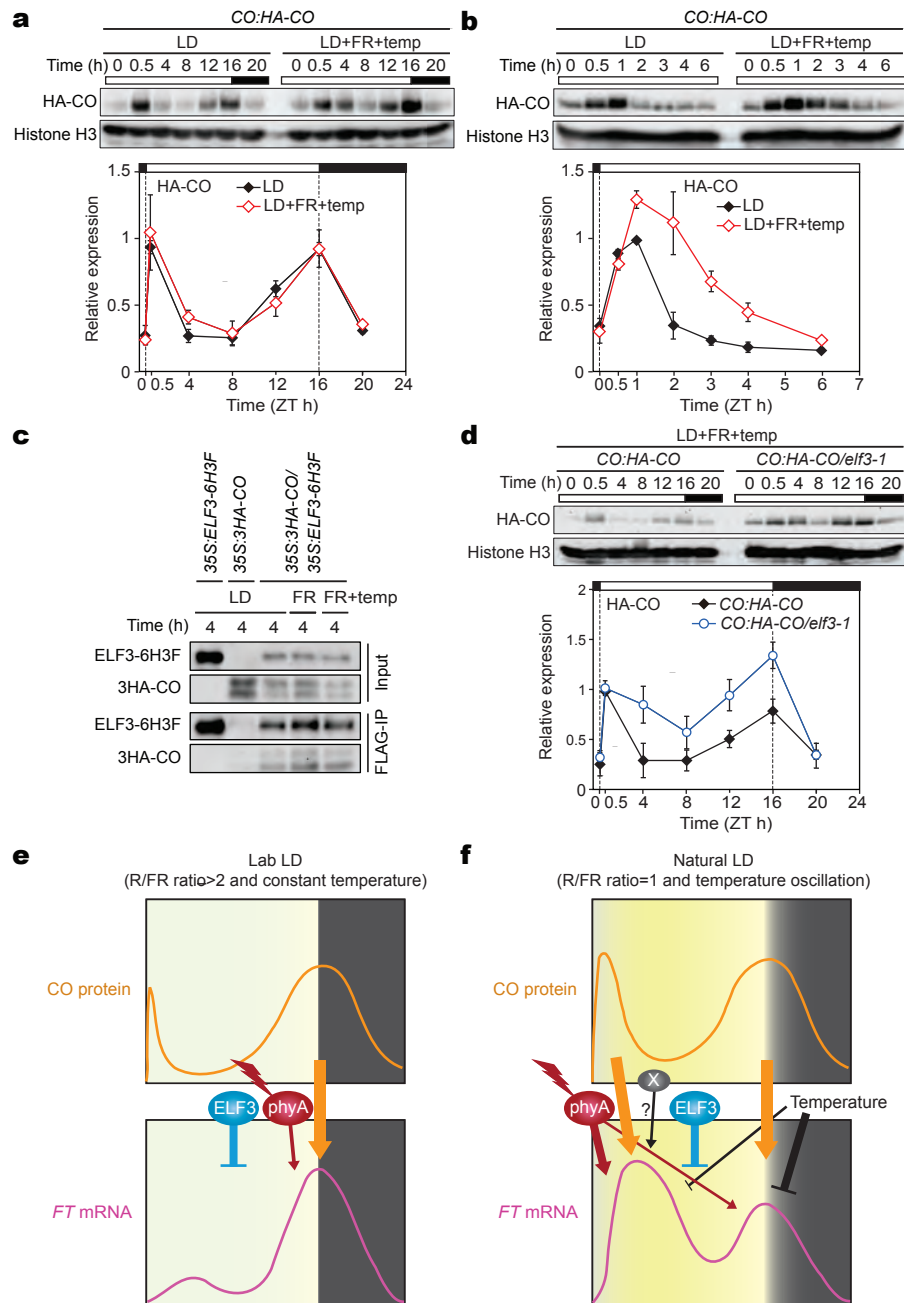 a
CO:HA-CO
LD LD+FR+temp
Time (h) 0 0.5 4 8 12 16 20 0 0.5 4 8 12 16 20
HA-CO
Histone H3
1.5
1
0.5
0
Relative expression
HA-CO LD
LD+FR+temp
0 0.5 4 8 12 16 20 24
Time (ZT h)
b
CO:HA-CO
LD LD+FR+temp
Time (h) 0 0.5 1 2 3 4 6 0 0.5 1 2 3 4 6
HA-CO
Histone H3
1.5
1
0.5
0
Relative expression
HA-CO LD
LD+FR+temp
0 0.5 1 2 3 4 5 6 7
Time (ZT h)
c
35S:ELF3-6H3F
35S:3HA-CO
35S:3HA-CO/
35S:ELF3-6H3F
LD FR FR+temp
Time (h) 4 4 4 4 4
ELF3-6H3F
3HA-CO
Input
ELF3-6H3F
3HA-CO
FLAG-IP
d
LD+FR+temp
CO:HA-CO CO:HA-CO/elf3-1
Time (h) 0 0.5 4 8 12 16 20 0 0.5 4 8 12 16 20
HA-CO
Histone H3
2
1.5
1
0.5
0
Relative expression
HA-CO CO:HA-CO
CO:HA-CO/elf3-1
0 0.5 4 8 12 16 20 24
Time (ZT h)
e
Lab LD
(R/FR ratio>2 and constant temperature)
CO protein
ELF3 phyA
FT mRNA
f
Natural LD
(R/FR ratio=1 and temperature oscillation)
CO protein
X
?
phyA ELF3 Temperature
FT mRNA